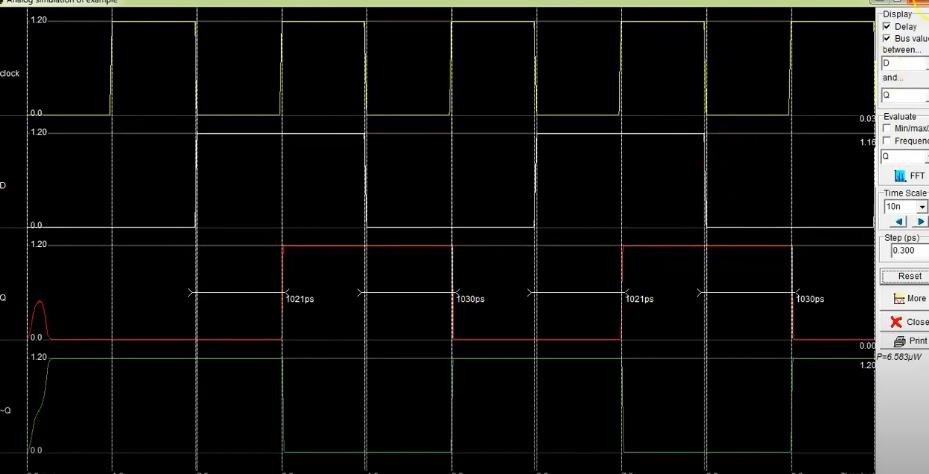 Analog simulation of example
1.20
clock
0.0
0.03
1.20
1.16
D
0.0
1.20
Q
1021ps
1030ps
1021ps
1030ps
0.0
0.00
1.20
1.20
~Q
0.0
Display
Delay
Bus valu
between...
D
and...
Q
Evaluate
Min/max/
Frequenc
Q
FFT
Time Scale
10n
Step (ps)
0.300
Reset
More
Close
Print
P=6.583µW